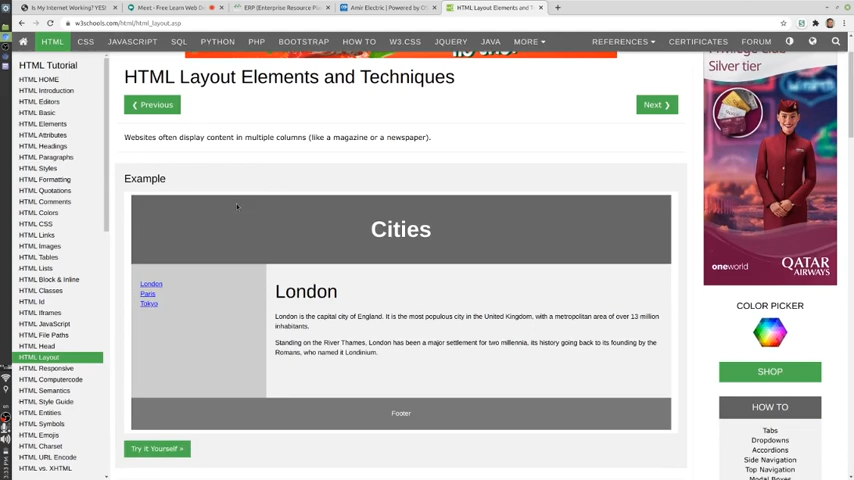 Is My Internet Working? YES!
Meet - Free Learn Web D
ERP (Enterprise Resource Pl
Amir Electric | Powered by O
HTML Layout Elements and T
w3schools.com/html/html_layout.asp
HTML
CSS
JAVASCRIPT
SQL
PYTHON
PHP
BOOTSTRAP
HOW TO
W3.CSS
JQUERY
JAVA
MORE
REFERENCES
CERTIFICATES
FORUM
HTML Tutorial
HTML HOME
HTML Introduction
HTML Editors
HTML Basic
HTML Elements
HTML Attributes
HTML Headings
HTML Paragraphs
HTML Styles
HTML Formatting
HTML Quotations
HTML Comments
HTML Colors
HTML CSS
HTML Links
HTML Images
HTML Tables
HTML Lists
HTML Block & Inline
HTML Classes
HTML Id
HTML Iframes
HTML JavaScript
HTML File Paths
HTML Head
HTML Layout
HTML Responsive
HTML Computercode
HTML Semantics
HTML Style Guide
HTML Entities
HTML Symbols
HTML Emojis
HTML Charset
HTML URL Encode
HTML vs. XHTML
HTML Layout Elements and Techniques
❮ Previous
Next ❯
Websites often display content in multiple columns (like a magazine or a newspaper).
Example
Cities
London
Paris
Tokyo
London
London is the capital city of England. It is the most populous city in the United Kingdom, with a metropolitan area of over 13 million
inhabitants.
Standing on the River Thames, London has been a major settlement for two millennia, its history going back to its founding by the
Romans, who named it Londinium.
Footer
Try it Yourself »
Silver tier
oneworld
QATAR
AIRWAYS
COLOR PICKER
SHOP
HOW TO
Tabs
Dropdowns
Accordions
Side Navigation
Top Navigation
Modal Boxes
3:33 PM